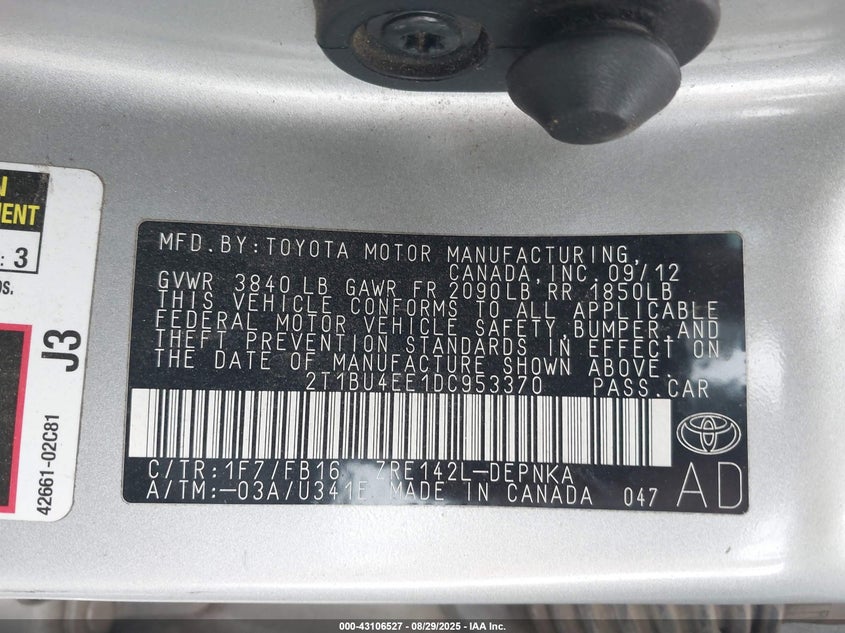 N
MENT
: 3
OS.
J3
42661-02C81
MFD.BY:TOYOTA MOTOR MANUFACTURING,
CANADA,INC.09/12
GVWR 3840 LB GAWR FR 2090LB RR 1850LB
THIS VEHICLE CONFORMS TO ALL APPLICABLE
FEDERAL MOTOR VEHICLE SAFETY,BUMPER,AND
THEFT PREVENTION STANDARDS IN EFFECT ON
THE DATE OF MANUFACTURE SHOWN ABOVE.
2T1BU4EE1DC953370 PASS.CAR
C/TR:1F7/FB16 ZRE142L-DEPNKA
A/TM:-03A/U341E MADE IN CANADA 047
AD
000-43106527 - 08/29/2025 - IAA Inc.